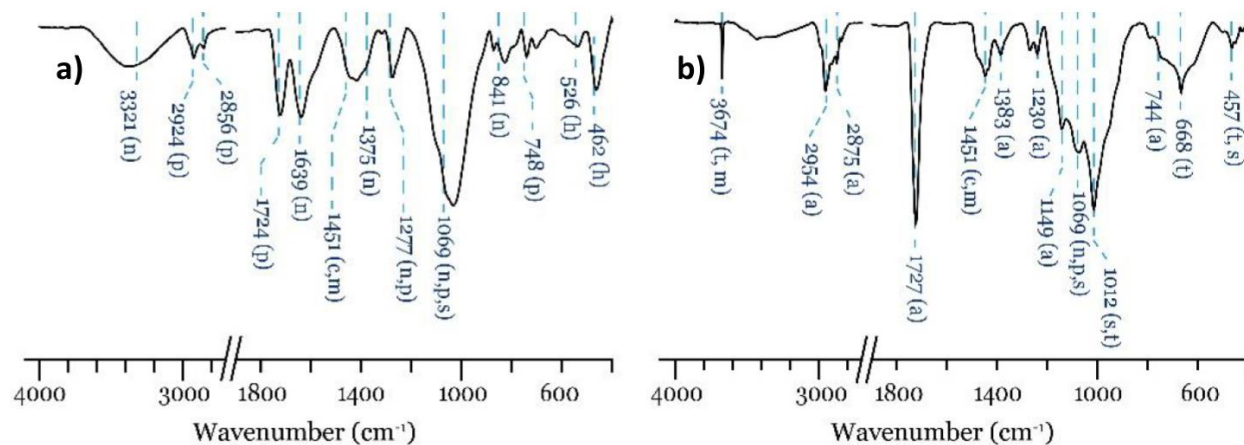 a)
3321 (n)
2924 (p)
2856 (p)
1724 (p)
1639 (n)
1451 (c,m)
1375 (n)
1277 (n,p)
1069 (n,p,s)
841 (n)
748 (p)
526 (h)
462 (h)
4000
3000
1800
1400
1000
600
Wavenumber (cm⁻¹)
b)
3674 (t, m)
2954 (a)
2875 (a)
1727 (a)
1451 (c,m)
1383 (a)
1230 (a)
1149 (a)
1069 (n,p,s)
1012 (s,t)
744 (a)
668 (t)
457 (t, s)
4000
3000
1800
1400
1000
600
Wavenumber (cm⁻¹)